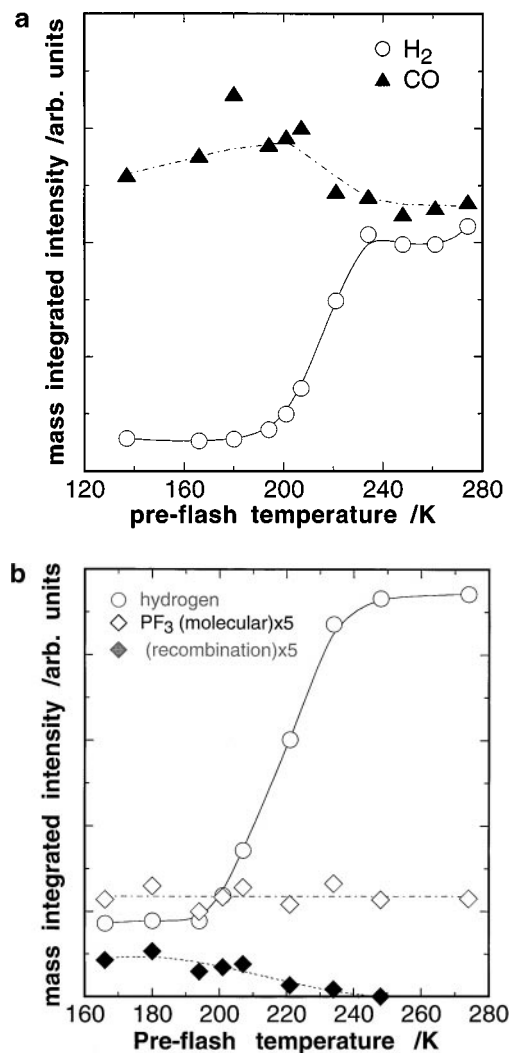 a
H2
CO
mass integrated intensity /arb. units
120 160 200 240 280
pre-flash temperature /K
b
hydrogen
PF3 (molecular)x5
(recombination)x5
mass integrated intensity /arb. units
160 180 200 220 240 260 280
Pre-flash temperature /K